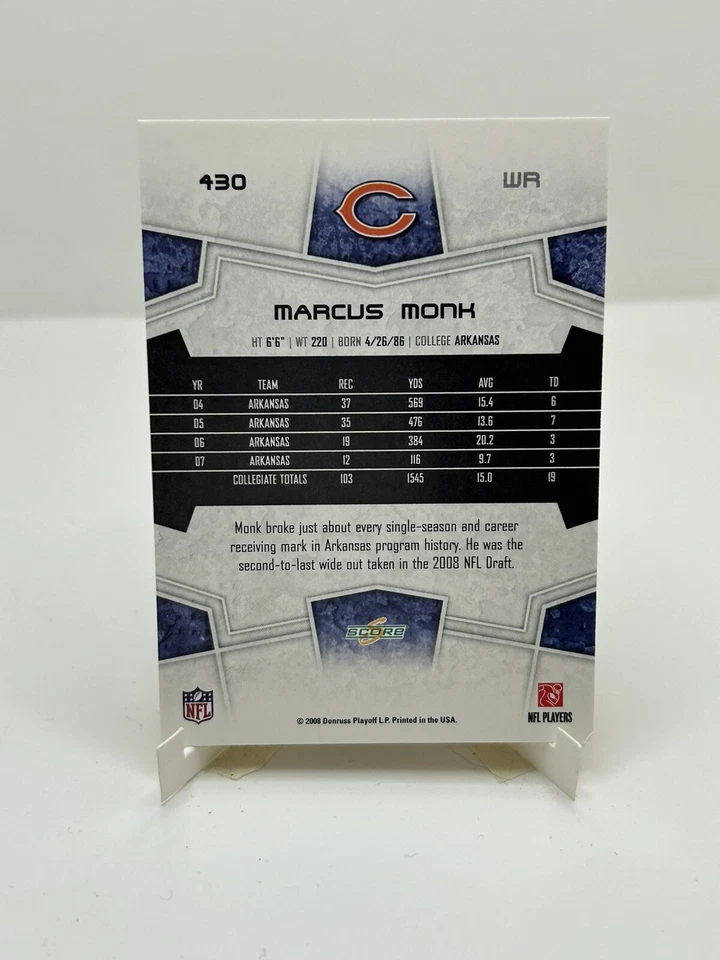 430 WR
MARCUS MONK
HT 6'6" | WT 220 | BORN 4/26/86 | COLLEGE ARKANSAS
YR TEAM REC YDS AVG TD
04 ARKANSAS 37 569 15.4 6
05 ARKANSAS 35 476 13.6 7
06 ARKANSAS 19 384 20.2 3
07 ARKANSAS 12 116 9.7 3
COLLEGIATE TOTALS 103 1545 15.0 19
Monk broke just about every single-season and career
receiving mark in Arkansas program history. He was the
second-to-last wide out taken in the 2008 NFL Draft.
SCORE
NFL
NFL PLAYERS
© 2008 Donruss Playoff L.P. Printed in the USA.